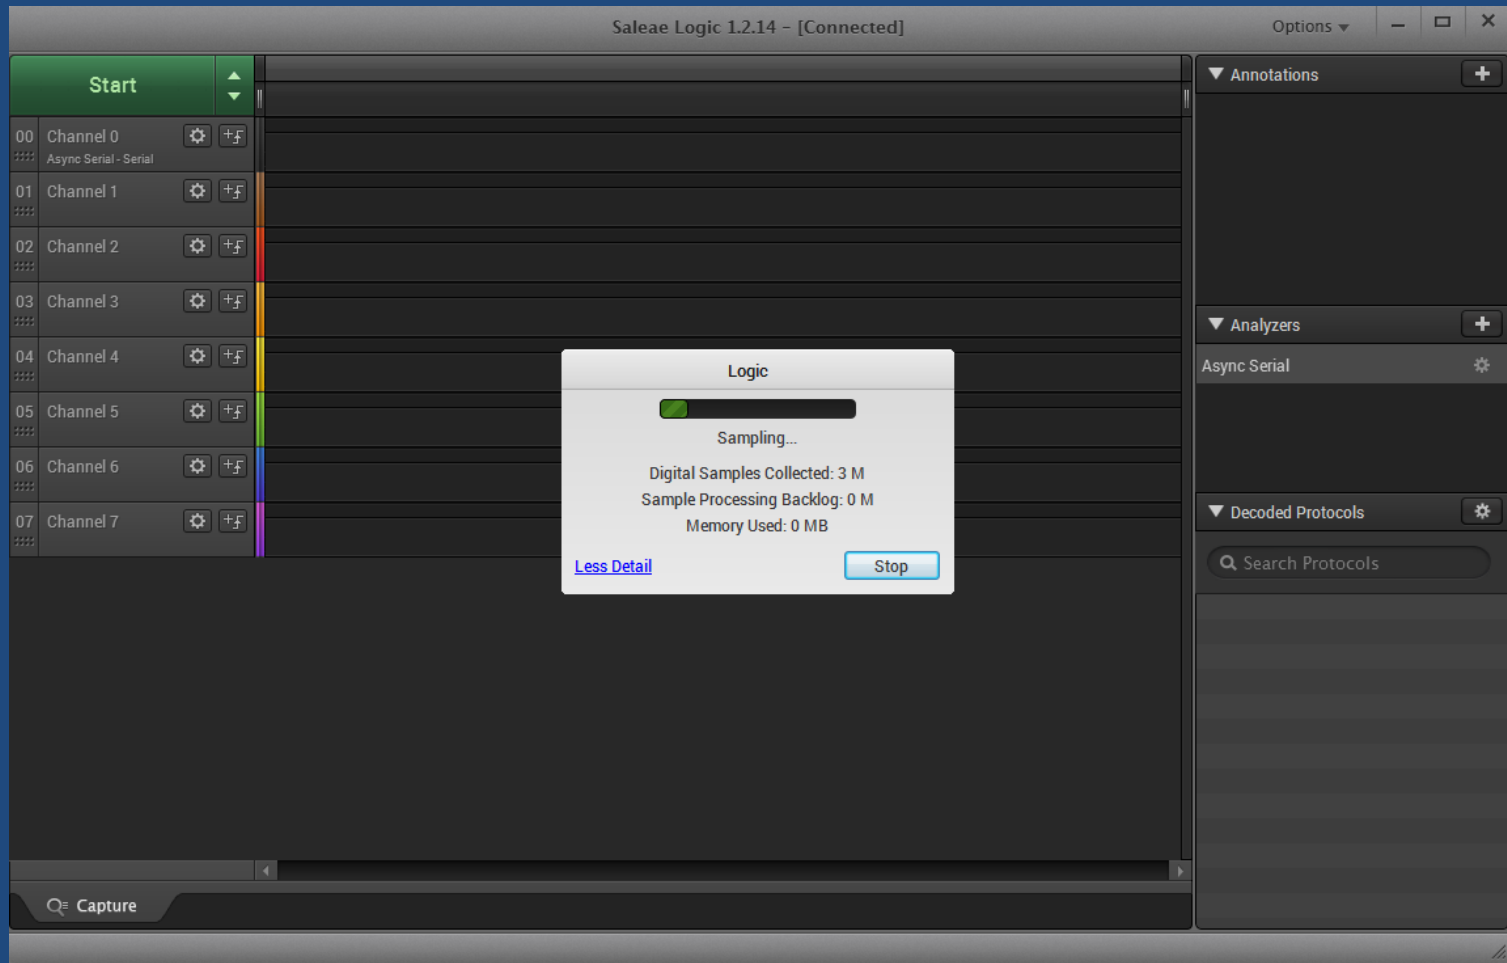 Saleae Logic 1.2.14 - [Connected]
Options
Start
00 Channel 0
Async Serial - Serial
01 Channel 1
02 Channel 2
03 Channel 3
04 Channel 4
05 Channel 5
06 Channel 6
07 Channel 7
Logic
Sampling...
Digital Samples Collected: 3 M
Sample Processing Backlog: 0 M
Memory Used: 0 MB
Less Detail
Stop
Annotations
Analyzers
Async Serial
Decoded Protocols
Search Protocols
Capture